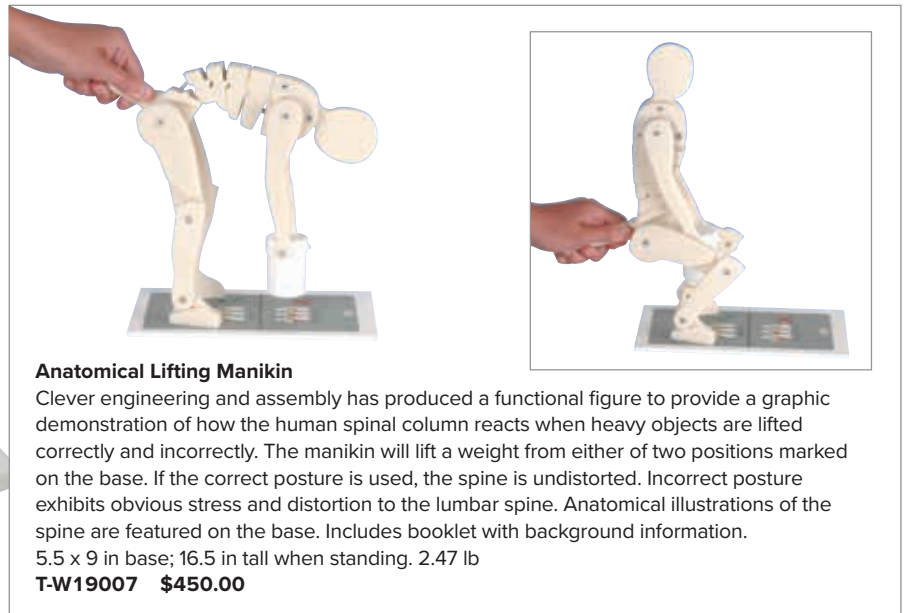 Anatomical Lifting Manikin
Clever engineering and assembly has produced a functional figure to provide a graphic
demonstration of how the human spinal column reacts when heavy objects are lifted
correctly and incorrectly. The manikin will lift a weight from either of two positions marked
on the base. If the correct posture is used, the spine is undistorted. Incorrect posture
exhibits obvious stress and distortion to the lumbar spine. Anatomical illustrations of the
spine are featured on the base. Includes booklet with background information.
5.5 x 9 in base; 16.5 in tall when standing. 2.47 lb
T-W19007 $450.00